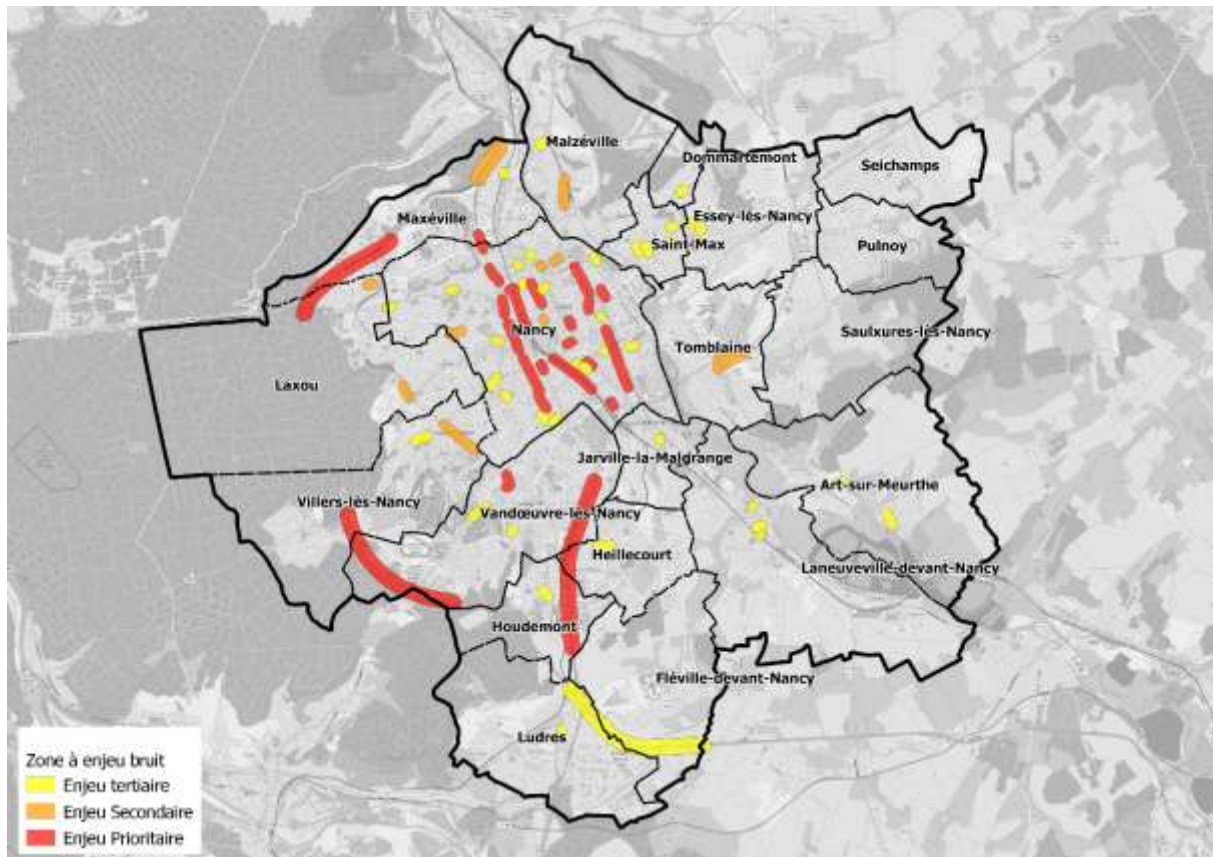 Malzéville
Dommartemont
Seichamps
Maxéville
Essey-lès-Nancy
Saint-Max
Pulnoy
Nancy
Tomblaine
Saulxures-lès-Nancy
Laxou
Jarville-la-Malgrange
Art-sur-Meurthe
Villers-lès-Nancy
Vandœuvre-lès-Nancy
Heillecourt
Laneuveville-devant-Nancy
Houdemont
Fléville-devant-Nancy
Ludres
Zone à enjeu bruit
Enjeu tertiaire
Enjeu Secondaire
Enjeu Prioritaire